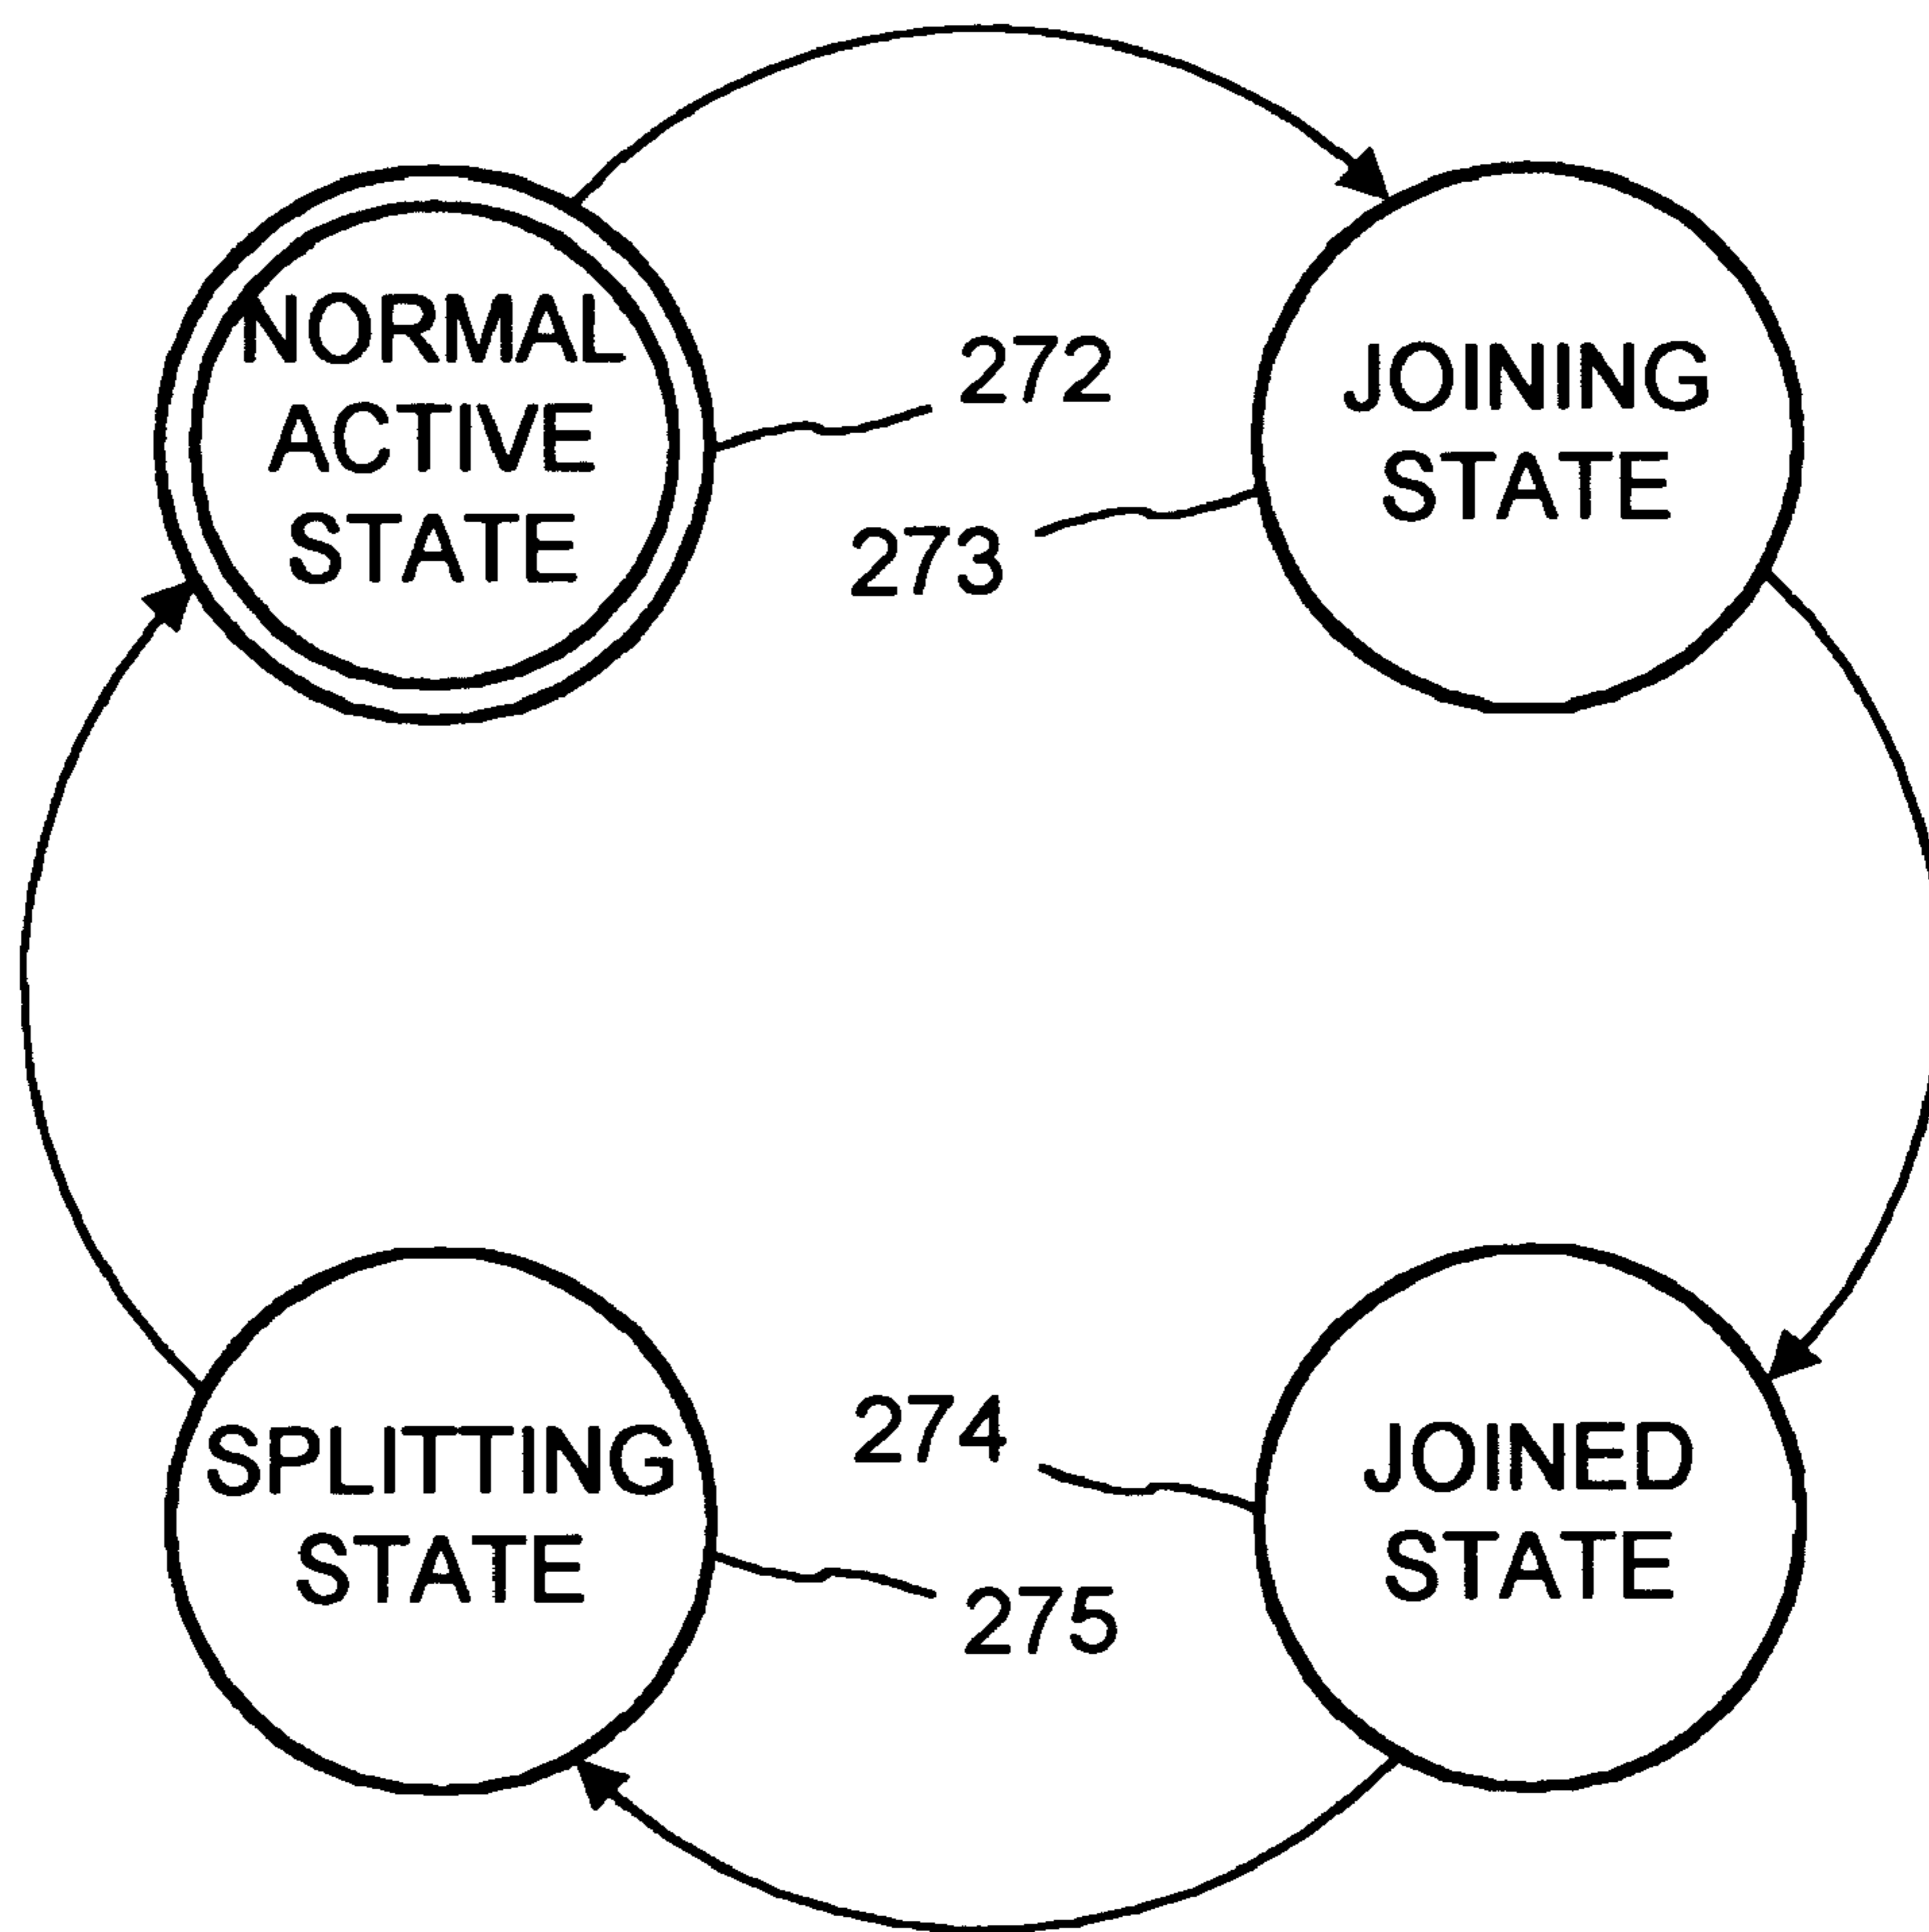 NORMAL
ACTIVE
STATE
272
273
JOINING
STATE
SPLITTING
STATE
274
275
JOINED
STATE